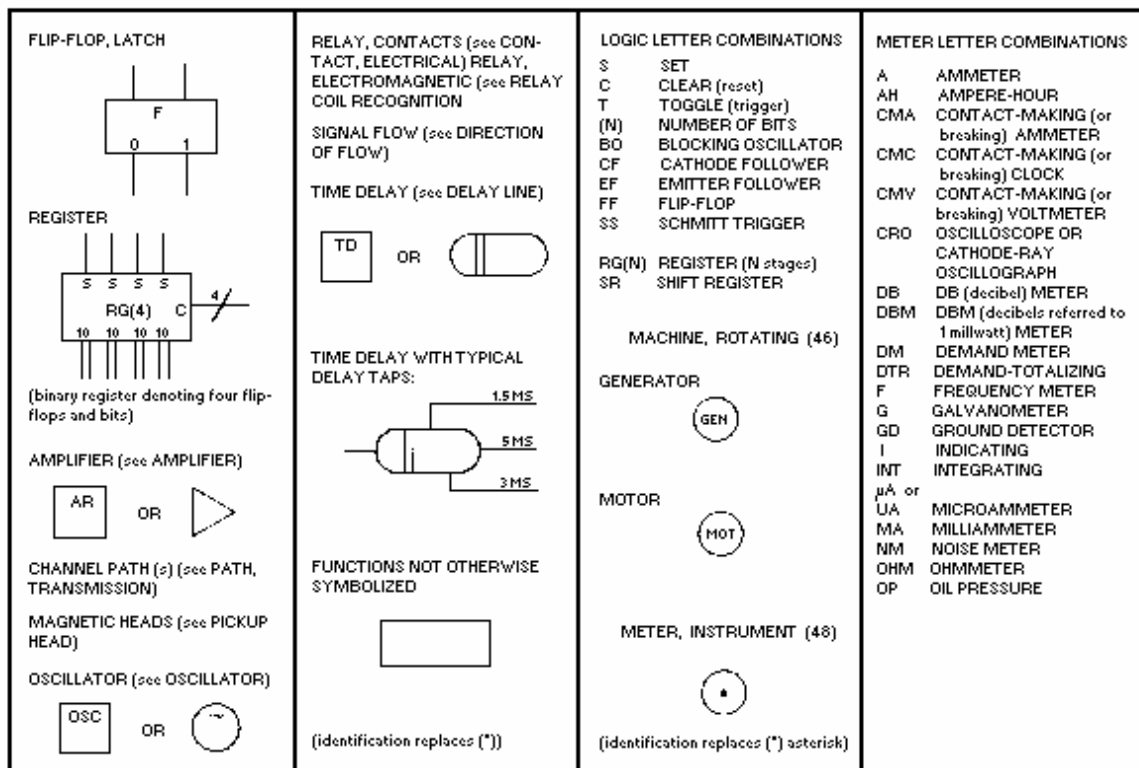 FLIP-FLOP, LATCH
F
0 1
REGISTER
S S S S
RG(4) C 4
10 10 10 10
(binary register denoting four flip-
flops and bits)
AMPLIFIER (see AMPLIFIER)
AR OR
CHANNEL PATH (s) (see PATH,
TRANSMISSION)
MAGNETIC HEADS (see PICKUP
HEAD)
OSCILLATOR (see OSCILLATOR)
OSC OR
RELAY, CONTACTS (see CON-
TACT, ELECTRICAL) RELAY,
ELECTROMAGNETIC (see RELAY
COIL RECOGNITION
SIGNAL FLOW (see DIRECTION
OF FLOW)
TIME DELAY (see DELAY LINE)
TD OR
TIME DELAY WITH TYPICAL
DELAY TAPS:
1.5 MS
5 MS
3 MS
FUNCTIONS NOT OTHERWISE
SYMBOLIZED
(identification replaces (*))
LOGIC LETTER COMBINATIONS
S SET
C CLEAR (reset)
T TOGGLE (trigger)
(N) NUMBER OF BITS
BO BLOCKING OSCILLATOR
CF CATHODE FOLLOWER
EF EMITTER FOLLOWER
FF FLIP-FLOP
SS SCHMITT TRIGGER
RG(N) REGISTER (N stages)
SR SHIFT REGISTER
MACHINE, ROTATING (46)
GENERATOR
GEN
MOTOR
MOT
METER, INSTRUMENT (48)
*
(identification replaces (*) asterisk)
METER LETTER COMBINATIONS
A AMMETER
AH AMPERE-HOUR
CMA CONTACT-MAKING (or
breaking) AMMETER
CMC CONTACT-MAKING (or
breaking) CLOCK
CMV CONTACT-MAKING (or
breaking) VOLTMETER
CRO OSCILLOSCOPE OR
CATHODE-RAY
OSCILLOGRAPH
DB DB (decibel) METER
DBM DBM (decibels referred to
1 millwatt) METER
DM DEMAND METER
DTR DEMAND-TOTALIZING
F FREQUENCY METER
G GALVANOMETER
GD GROUND DETECTOR
I INDICATING
INT INTEGRATING
µA or
UA MICROAMMETER
MA MILLIAMMETER
NM NOISE METER
OHM OHMMETER
OP OIL PRESSURE